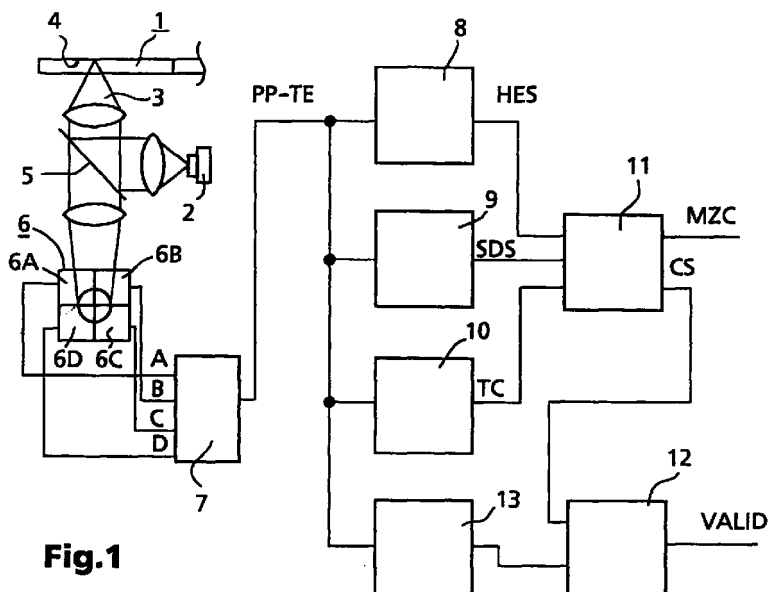 4 1 3 5 2
6 6A 6B 6D 6C
A B C D 7
PP-TE
8 HES
9 SDS
10 TC
11 MZC CS
12 VALID
13
Fig.1